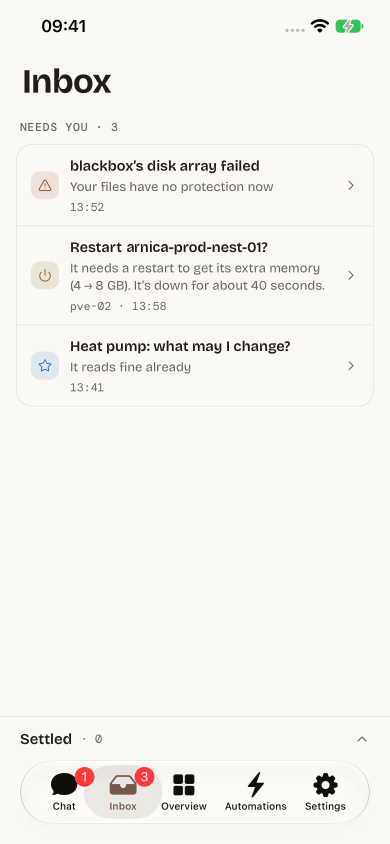 09:41
Inbox
NEEDS YOU · 3
blackbox's disk array failed
Your files have no protection now
13:52
Restart arnica-prod-nest-01?
It needs a restart to get its extra memory
(4 → 8 GB). It's down for about 40 seconds.
pve-02 · 13:58
Heat pump: what may I change?
It reads fine already
13:41
Settled · 0
1
3
Chat
Inbox
Overview
Automations
Settings